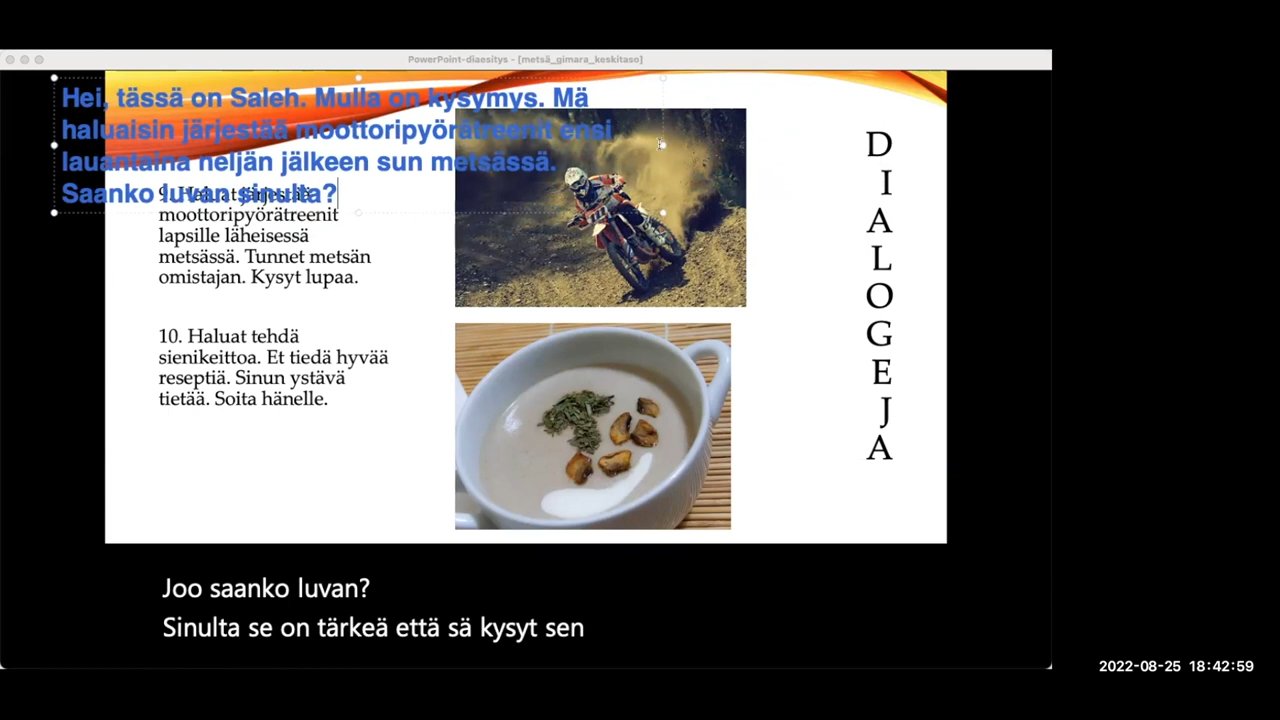 PowerPoint-diaesitys - [metsä_gimara_keskitaso]
Hei, tässä on Saleh. Mulla on kysymys. Mä
haluaisin järjestää moottoripyörätreenit ensi
lauantaina neljän jälkeen sun metsässä.
Saanko luvan sinulta?
9. Haluat järjestää
moottoripyörätreenit
lapsille läheisessä
metsässä. Tunnet metsän
omistajan. Kysyt lupaa.
10. Haluat tehdä
sienikeittoa. Et tiedä hyvää
reseptiä. Sinun ystävä
tietää. Soita hänelle.
D
I
A
L
O
G
E
J
A
Joo saanko luvan?
Sinulta se on tärkeä että sä kysyt sen
2022-08-25 18:42:59